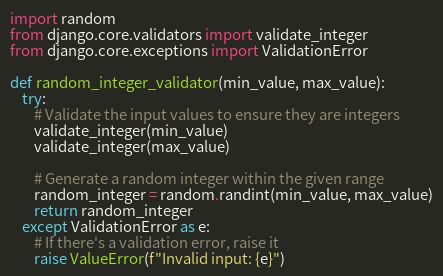 import random
from django.core.validators import validate_integer
from django.core.exceptions import ValidationError

def random_integer_validator(min_value, max_value):
    try:
        # Validate the input values to ensure they are integers
        validate_integer(min_value)
        validate_integer(max_value)

        # Generate a random integer within the given range
        random_integer = random.randint(min_value, max_value)
        return random_integer
    except ValidationError as e:
        # If there's a validation error, raise it
        raise ValueError(f"Invalid input: {e}")